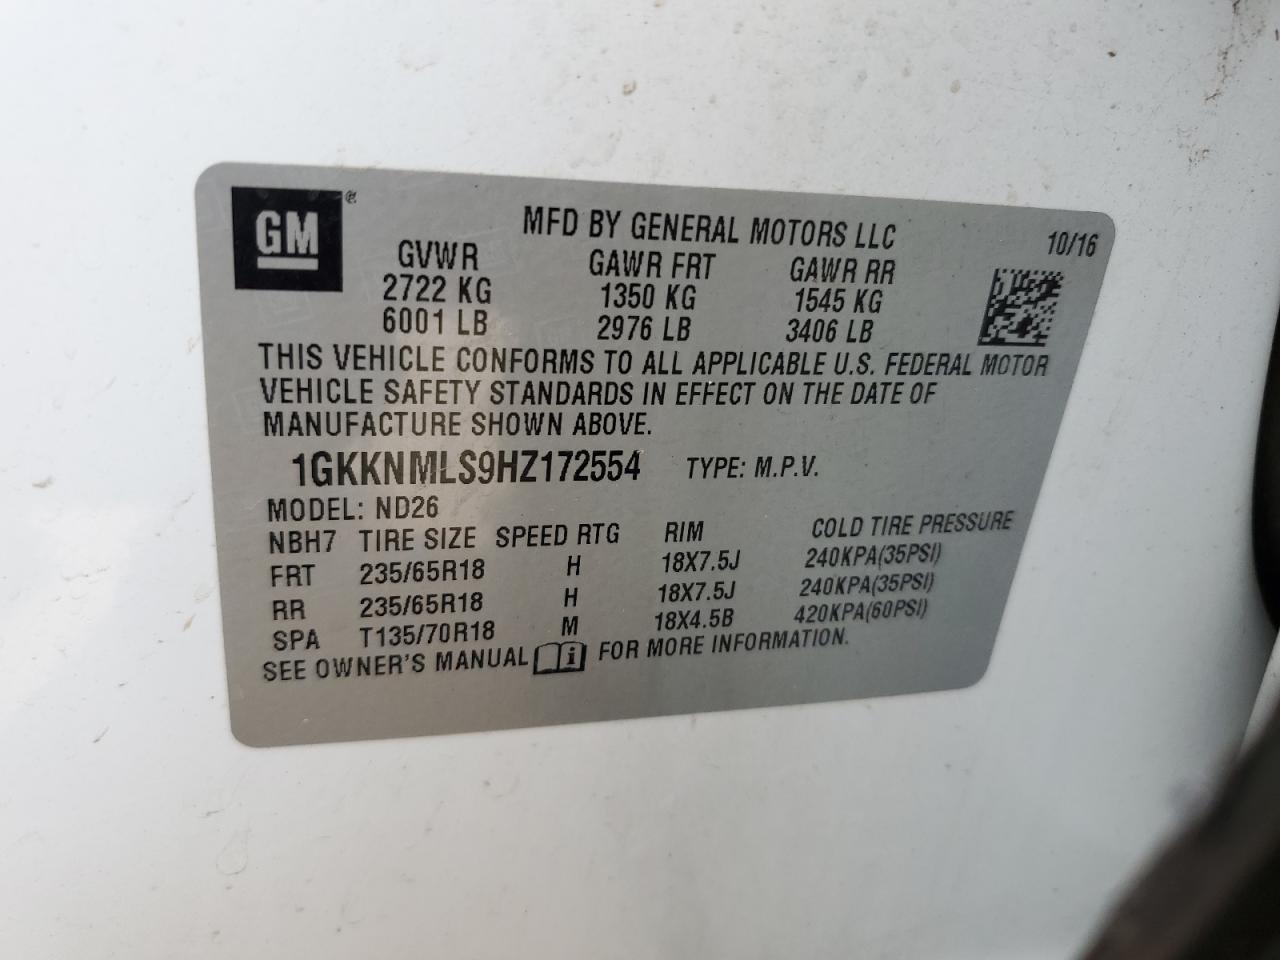 GM ®
MFD BY GENERAL MOTORS LLC 10/16
GVWR GAWR FRT GAWR RR
2722 KG 1350 KG 1545 KG
6001 LB 2976 LB 3406 LB
THIS VEHICLE CONFORMS TO ALL APPLICABLE U.S. FEDERAL MOTOR
VEHICLE SAFETY STANDARDS IN EFFECT ON THE DATE OF
MANUFACTURE SHOWN ABOVE.
1GKKNMLS9HZ172554 TYPE: M.P.V.
MODEL: ND26
NBH7 TIRE SIZE SPEED RTG RIM COLD TIRE PRESSURE
FRT 235/65R18 H 18X7.5J 240KPA(35PSI)
RR 235/65R18 H 18X7.5J 240KPA(35PSI)
SPA T135/70R18 M 18X4.5B 420KPA(60PSI)
SEE OWNER'S MANUAL i FOR MORE INFORMATION.